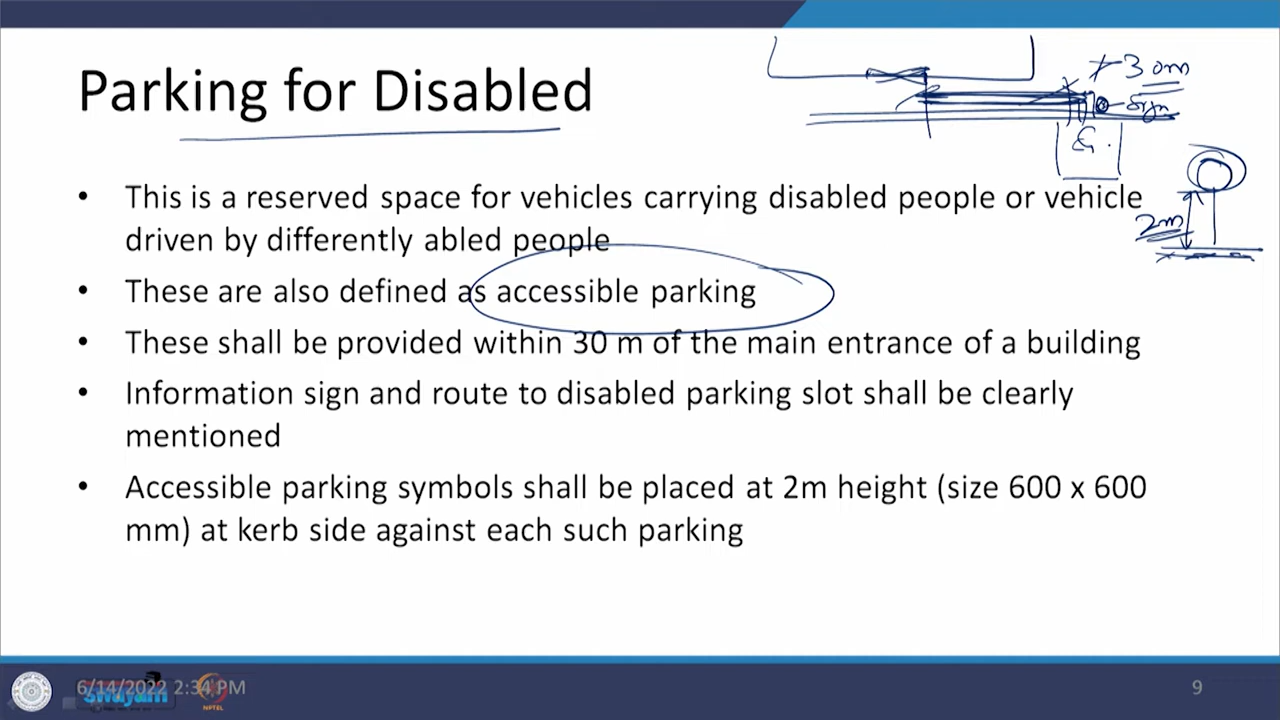 Parking for Disabled
30m
Sign
2m
• This is a reserved space for vehicles carrying disabled people or vehicle
driven by differently abled people
• These are also defined as accessible parking
• These shall be provided within 30 m of the main entrance of a building
• Information sign and route to disabled parking slot shall be clearly
mentioned
• Accessible parking symbols shall be placed at 2m height (size 600 x 600
mm) at kerb side against each such parking
6/14/2022 2:34 PM
swayam
NPTEL
9